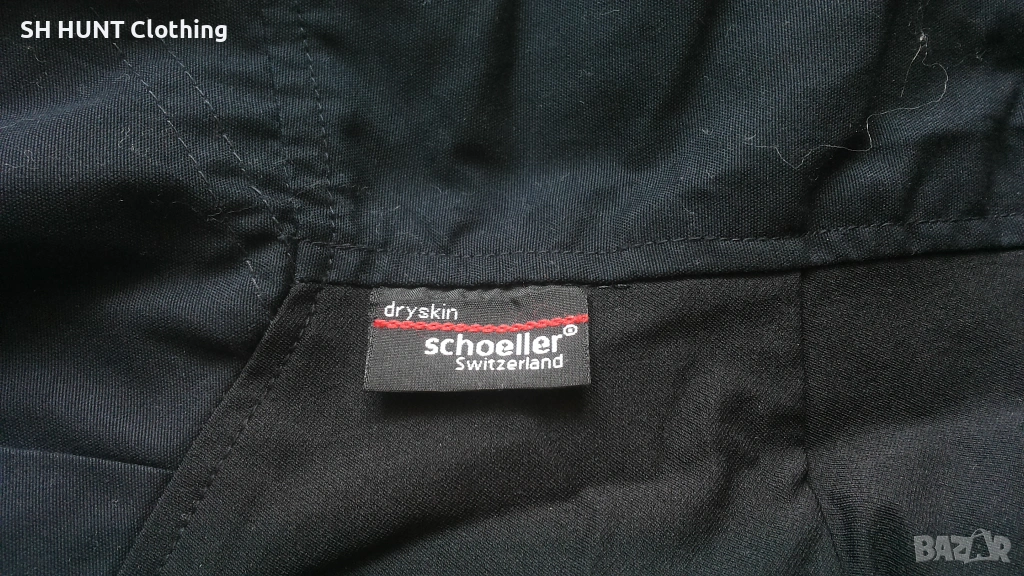 SH HUNT Clothing
dryskin
schoeller®
Switzerland
BAZAR